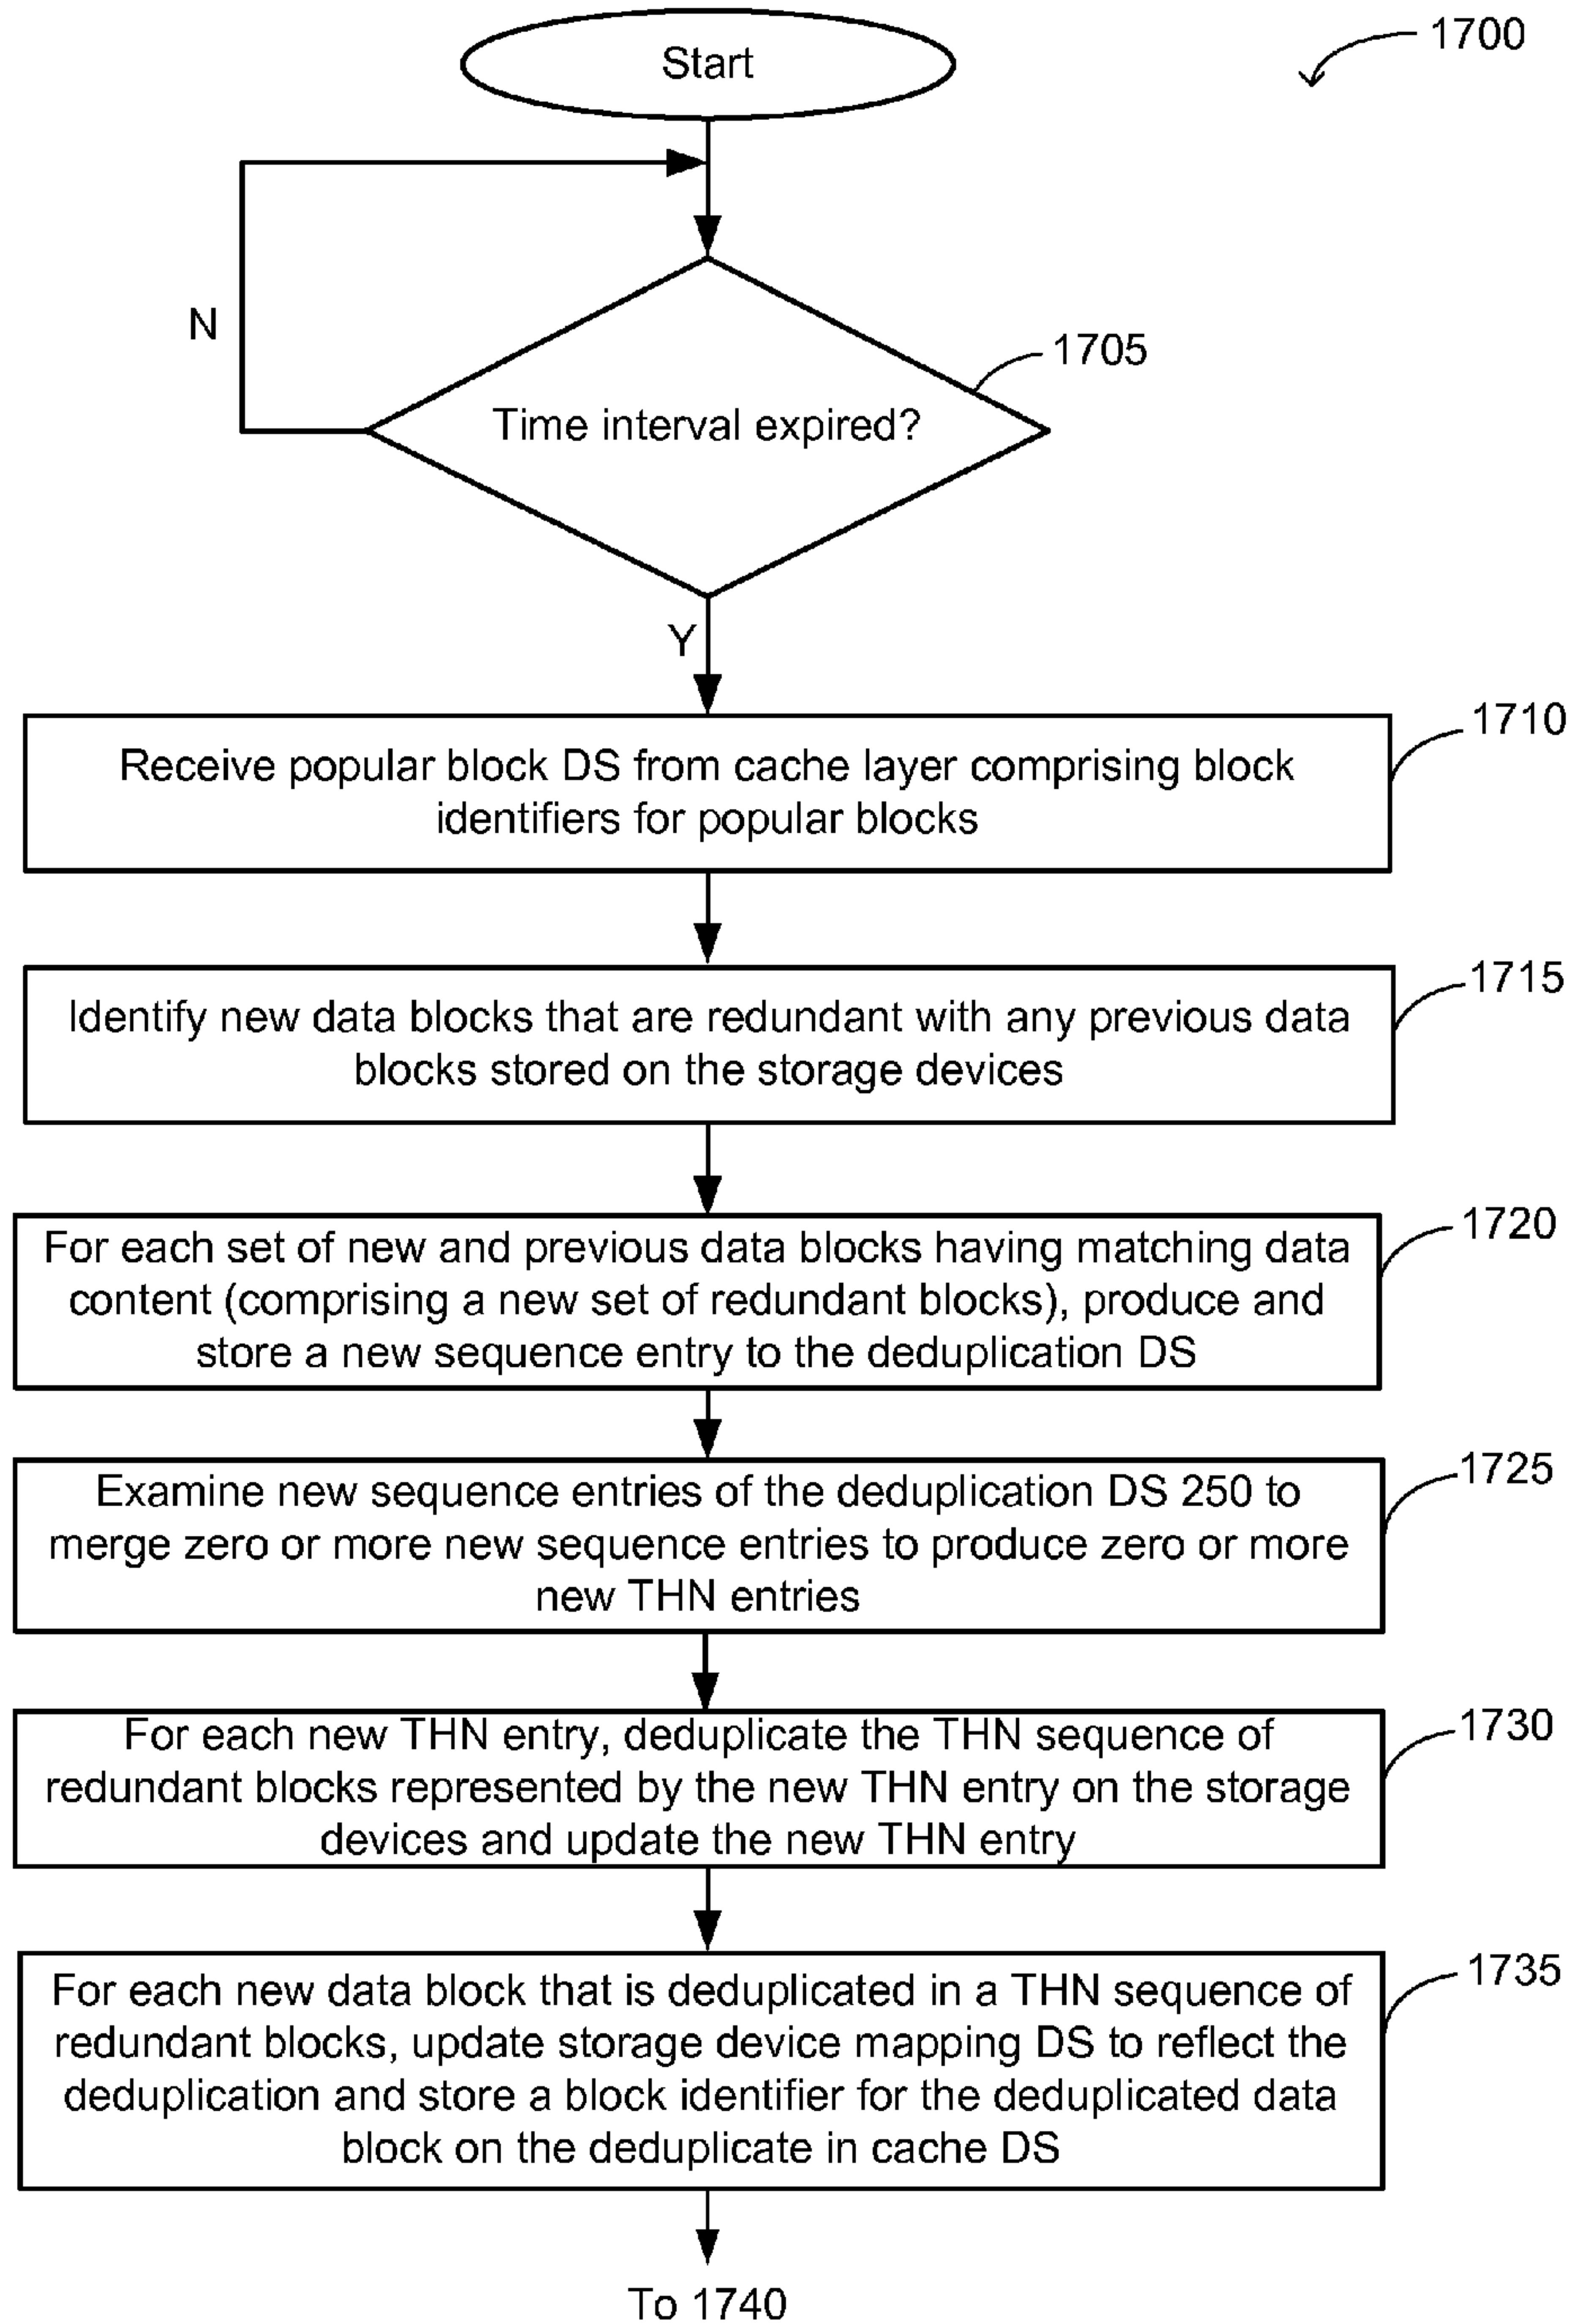 Start
1700
N
1705
Time interval expired?
Y
1710
Receive popular block DS from cache layer comprising block
identifiers for popular blocks
1715
Identify new data blocks that are redundant with any previous data
blocks stored on the storage devices
1720
For each set of new and previous data blocks having matching data
content (comprising a new set of redundant blocks), produce and
store a new sequence entry to the deduplication DS
1725
Examine new sequence entries of the deduplication DS 250 to
merge zero or more new sequence entries to produce zero or more
new THN entries
1730
For each new THN entry, deduplicate the THN sequence of
redundant blocks represented by the new THN entry on the storage
devices and update the new THN entry
1735
For each new data block that is deduplicated in a THN sequence of
redundant blocks, update storage device mapping DS to reflect the
deduplication and store a block identifier for the deduplicated data
block on the deduplicate in cache DS
To 1740